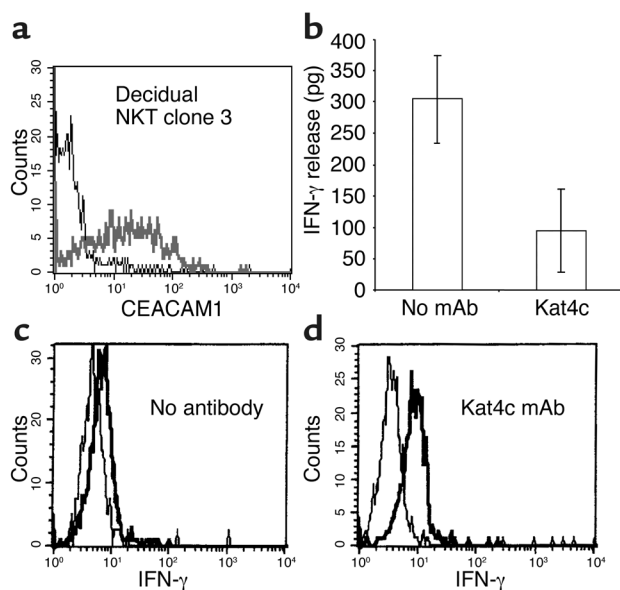 a
Counts
30
25
20
15
10
5
0
Decidual
NKT clone 3
10⁰ 10¹ 10² 10³ 10⁴
CEACAM1
b
IFN-γ release (pg)
400
350
300
250
200
150
100
50
0
No mAb Kat4c
c
Counts
30
20
10
0
No antibody
10⁰ 10¹ 10² 10³ 10⁴
IFN-γ
d
Counts
30
25
20
15
10
5
0
Kat4c mAb
10⁰ 10¹ 10² 10³ 10⁴
IFN-γ